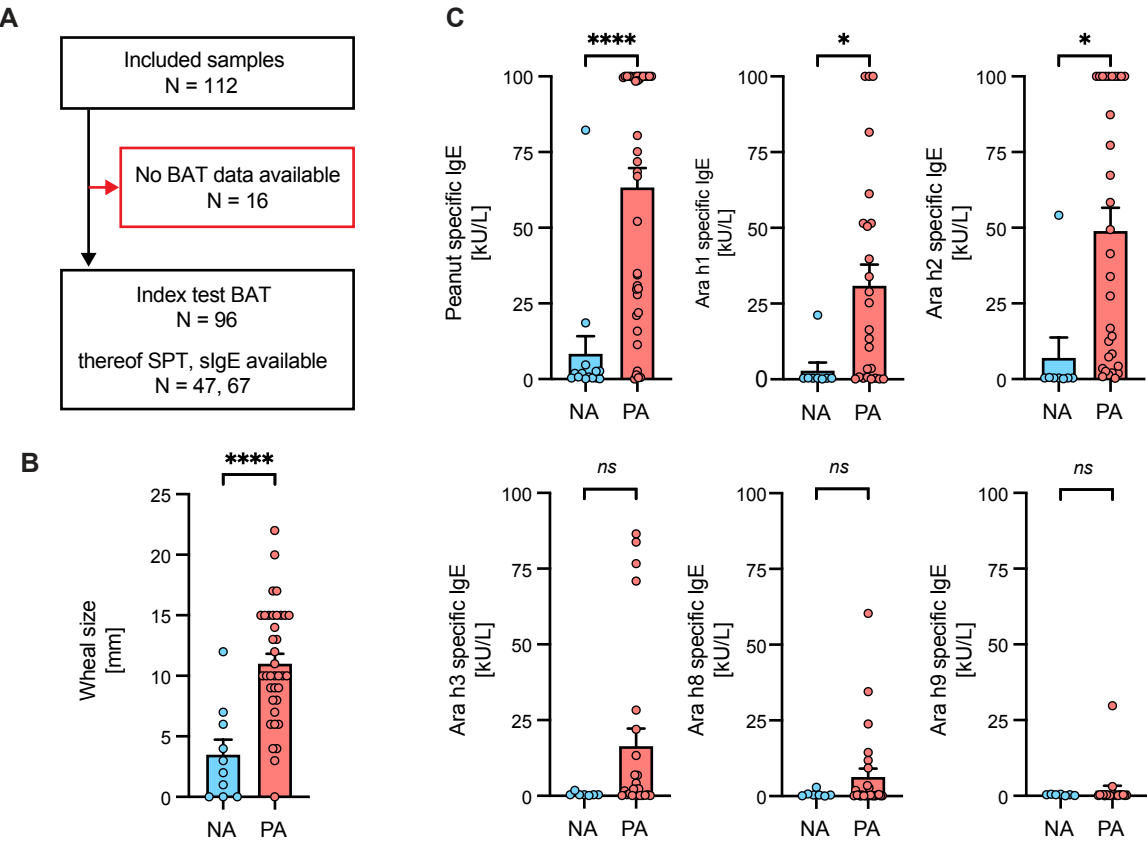 A
Included samples
N = 112
No BAT data available
N = 16
Index test BAT
N = 96
thereof SPT, sIgE available
N = 47, 67
B
****
Wheal size
[mm]
25
20
15
10
5
0
NA PA
C
****
Peanut specific IgE
[kU/L]
100
75
50
25
0
NA PA
*
Ara h1 specific IgE
[kU/L]
100
75
50
25
0
NA PA
*
Ara h2 specific IgE
[kU/L]
100
75
50
25
0
NA PA
ns
Ara h3 specific IgE
[kU/L]
100
75
50
25
0
NA PA
ns
Ara h8 specific IgE
[kU/L]
100
75
50
25
0
NA PA
ns
Ara h9 specific IgE
[kU/L]
100
75
50
25
0
NA PA